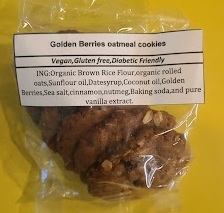 Golden Berries oatmeal cookies
Vegan,Gluten free,Diabetic Friendly
ING:Organic Brown Rice Flour,organic rolled
oats,Sunflour oil,Datesyrup,Coconut oil,Golden
Berries,Sea salt,cinnamon,nutmeg,Baking soda,and pure
vanilla extract.